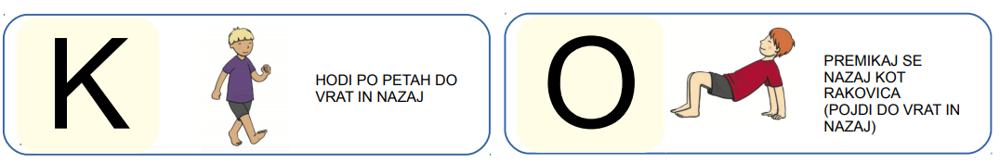 K
HODI PO PETAH DO
VRAT IN NAZAJ
O
PREMIKAJ SE
NAZAJ KOT
RAKOVICA
(POJDI DO VRAT IN
NAZAJ)